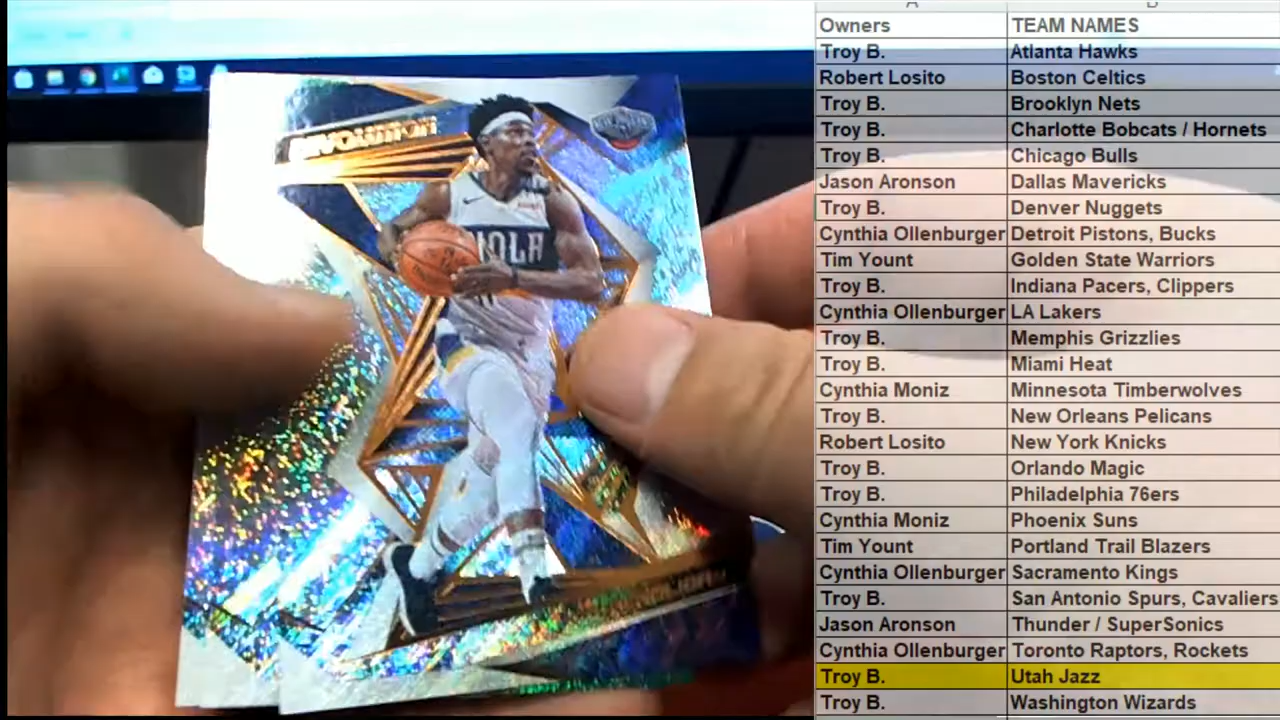 REVOLUTION
NOLA
A B
Owners TEAM NAMES
Troy B. Atlanta Hawks
Robert Losito Boston Celtics
Troy B. Brooklyn Nets
Troy B. Charlotte Bobcats / Hornets
Troy B. Chicago Bulls
Jason Aronson Dallas Mavericks
Troy B. Denver Nuggets
Cynthia Ollenburger Detroit Pistons, Bucks
Tim Yount Golden State Warriors
Troy B. Indiana Pacers, Clippers
Cynthia Ollenburger LA Lakers
Troy B. Memphis Grizzlies
Troy B. Miami Heat
Cynthia Moniz Minnesota Timberwolves
Troy B. New Orleans Pelicans
Robert Losito New York Knicks
Troy B. Orlando Magic
Troy B. Philadelphia 76ers
Cynthia Moniz Phoenix Suns
Tim Yount Portland Trail Blazers
Cynthia Ollenburger Sacramento Kings
Troy B. San Antonio Spurs, Cavaliers
Jason Aronson Thunder / SuperSonics
Cynthia Ollenburger Toronto Raptors, Rockets
Troy B. Utah Jazz
Troy B. Washington Wizards